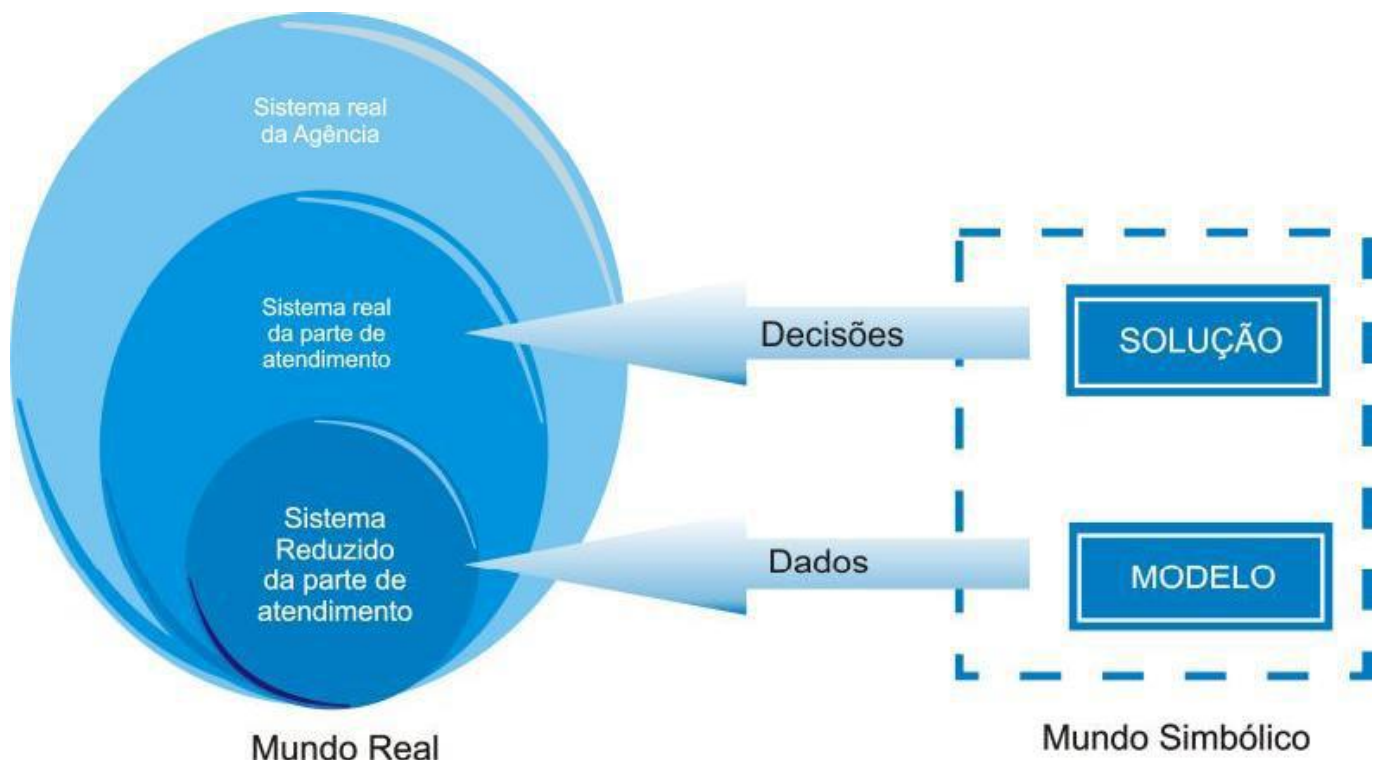 Sistema real
da Agência
Sistema real
da parte de
atendimento
Sistema
Reduzido
da parte de
atendimento
Decisões
Dados
SOLUÇÃO
MODELO
Mundo Real
Mundo Simbólico